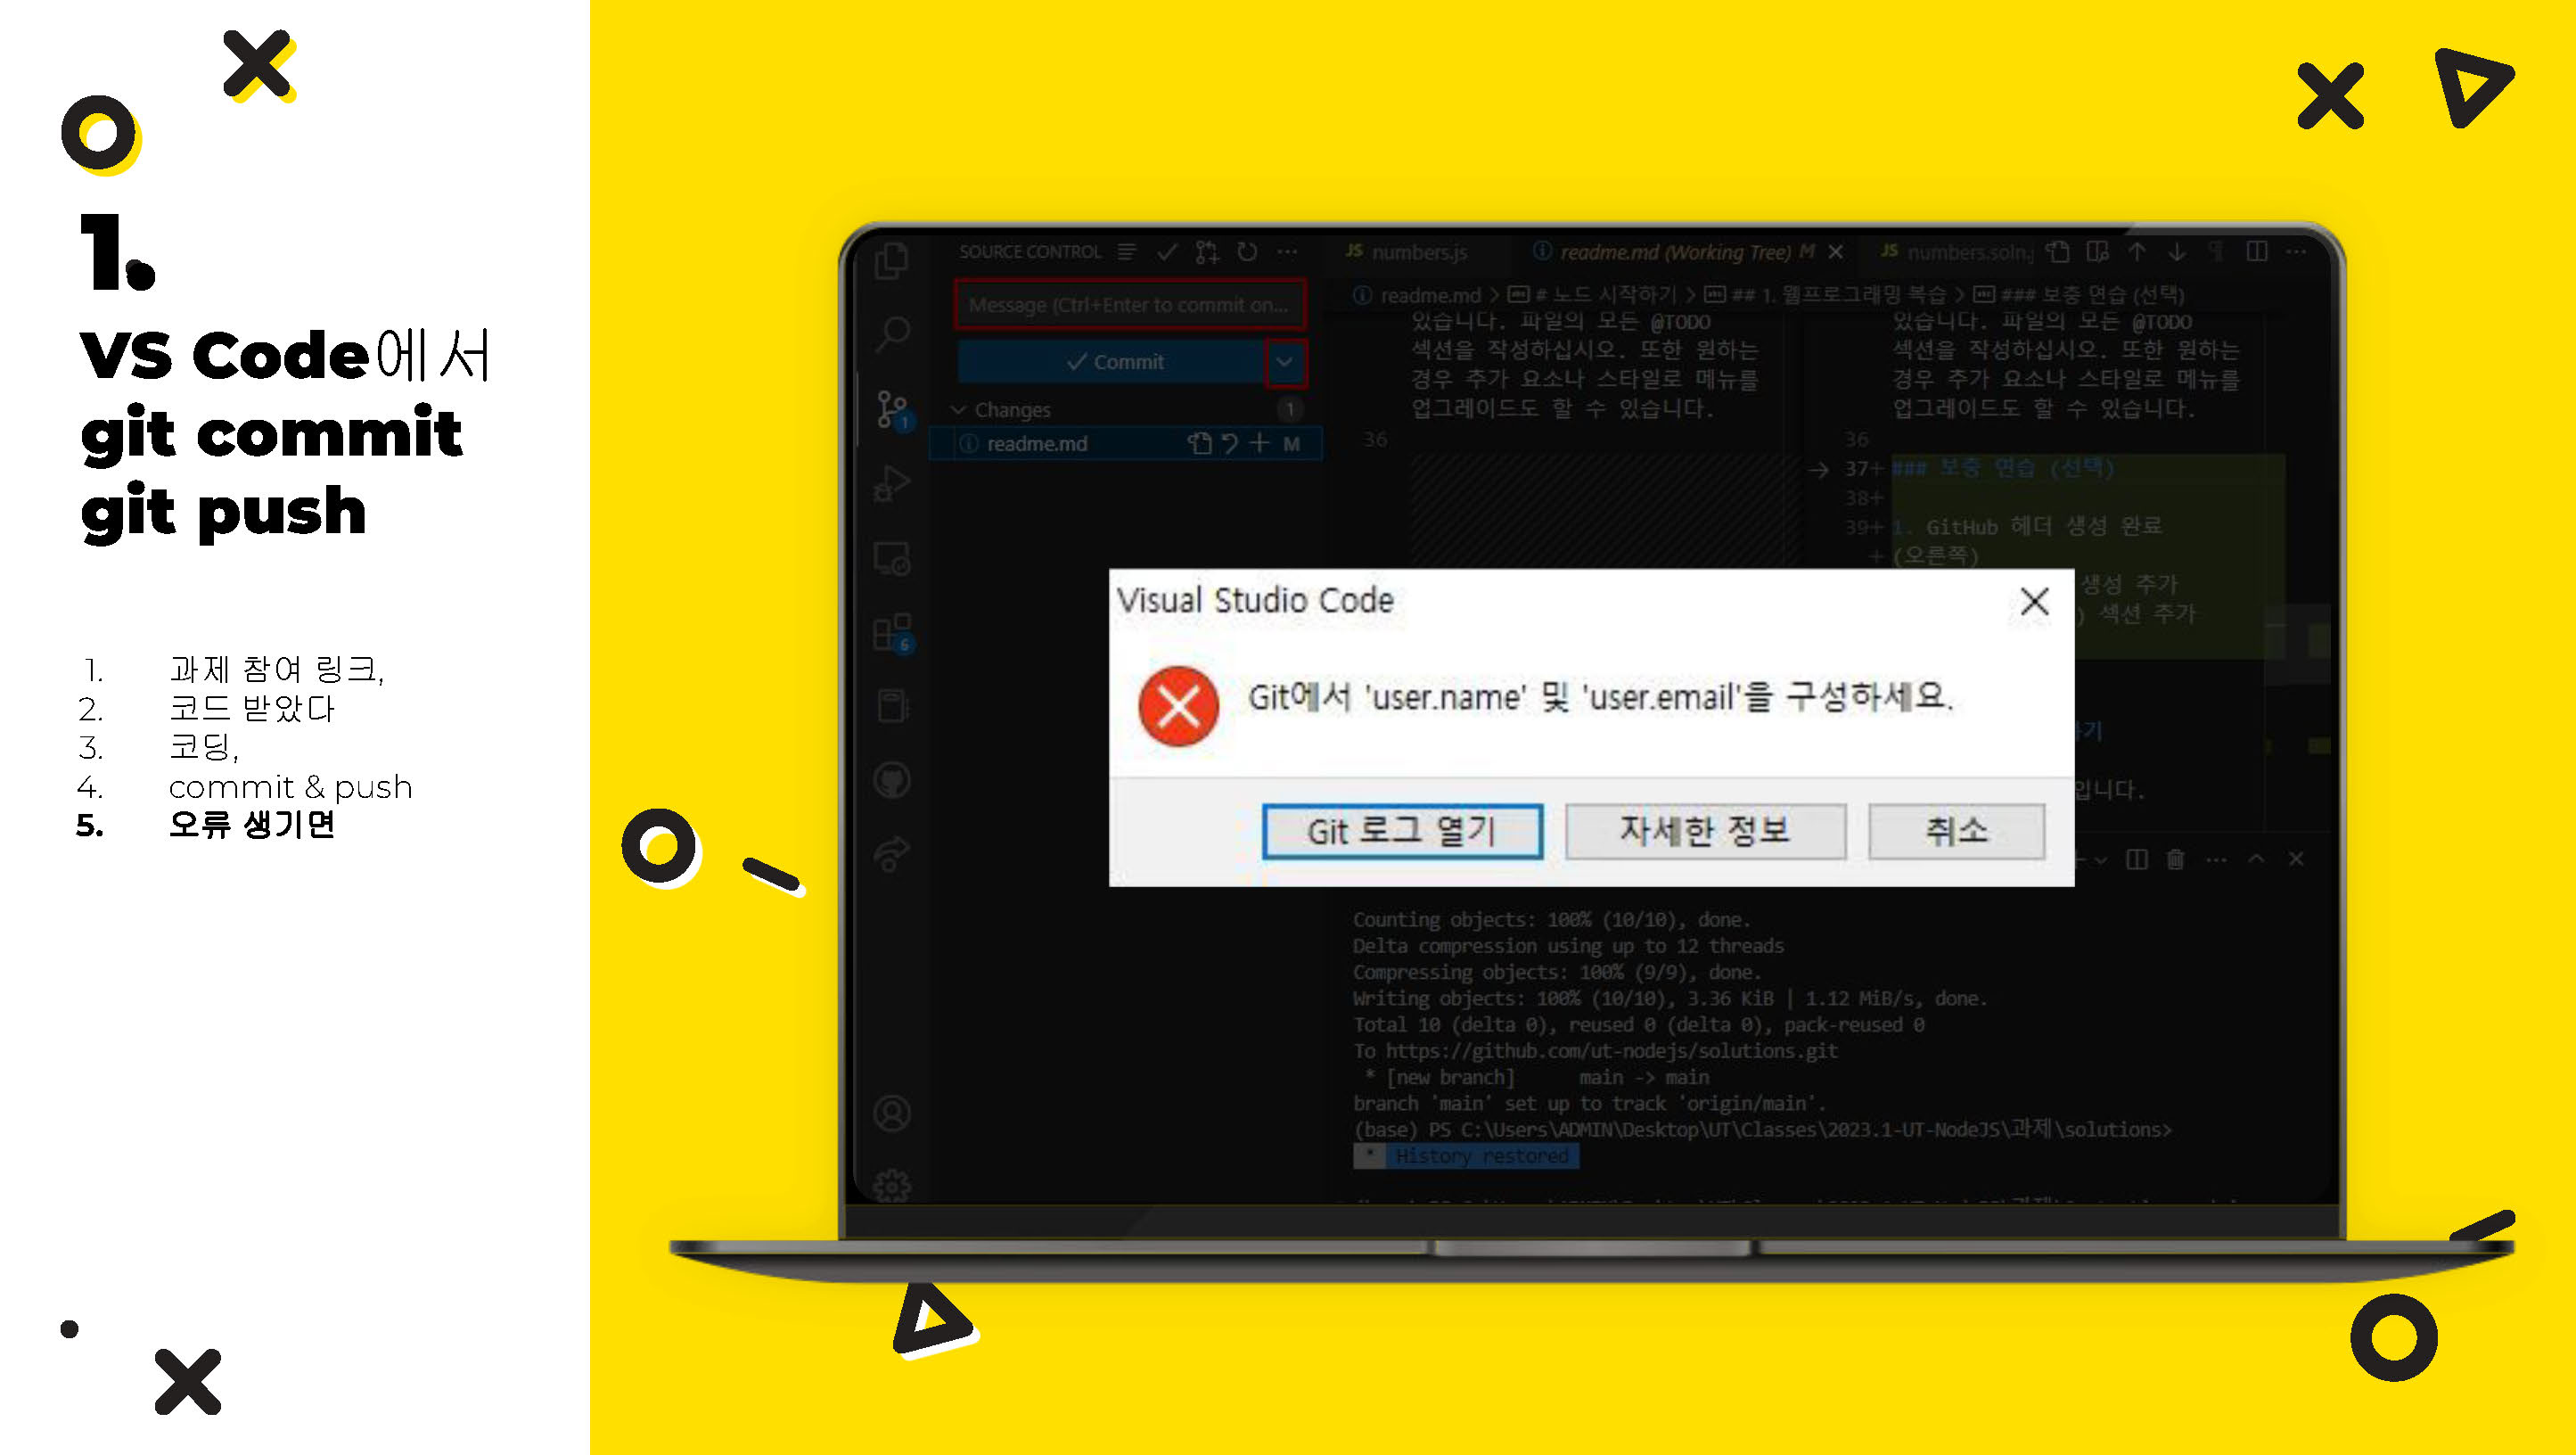 1.
VS Code에서
git commit
git push
1. 과제 참여 링크,
2. 코드 받았다
3. 코딩,
4. commit & push
5. 오류 생기면
SOURCE CONTROL
Message (Ctrl+Enter to commit on...
Commit
Changes 1
readme.md M
1
6
JS numbers.js
readme.md (Working Tree) M
JS numbers.soln.j
readme.md > # 노드 시작하기 > ## 1. 웹프로그래밍 복습 > ### 보충 연습 (선택)
있습니다. 파일의 모든 @TODO
섹션을 작성하십시오. 또한 원하는
경우 추가 요소나 스타일로 메뉴를
업그레이드도 할 수 있습니다.
36
있습니다. 파일의 모든 @TODO
섹션을 작성하십시오. 또한 원하는
경우 추가 요소나 스타일로 메뉴를
업그레이드도 할 수 있습니다.
36
37+ ### 보충 연습 (선택)
38+
39+ 1. GitHub 헤더 생성 완료
+ (오른쪽)
생성 추가
) 섹션 추가
입니다.
Visual Studio Code
Git에서 'user.name' 및 'user.email'을 구성하세요.
Git 로그 열기
자세한 정보
취소
Counting objects: 100% (10/10), done.
Delta compression using up to 12 threads
Compressing objects: 100% (9/9), done.
Writing objects: 100% (10/10), 3.36 KiB | 1.12 MiB/s, done.
Total 10 (delta 0), reused 0 (delta 0), pack-reused 0
To https://github.com/ut-nodejs/solutions.git
* [new branch] main -> main
branch 'main' set up to track 'origin/main'.
(base) PS C:\Users\ADMIN\Desktop\UT\Classes\2023.1-UT-NodeJS\과제\solutions>
* History restored